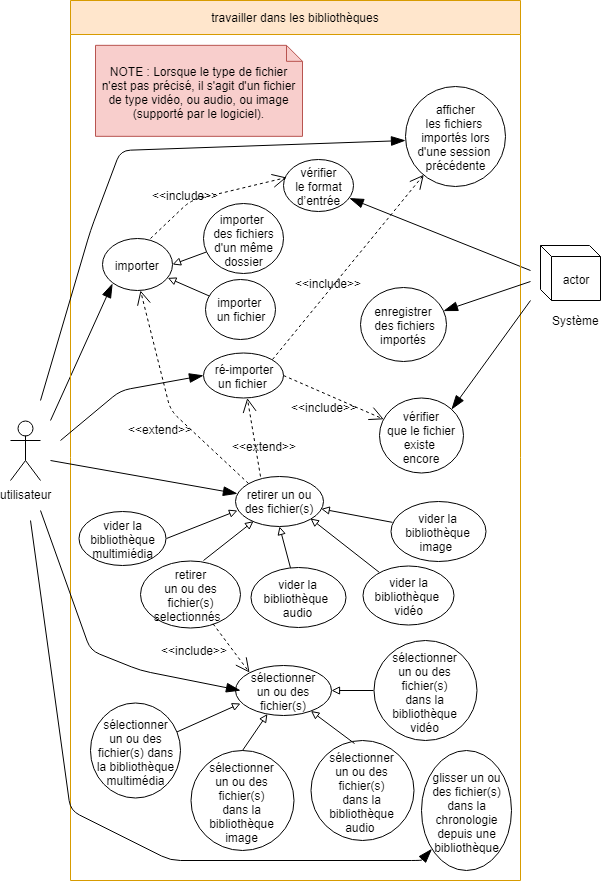 travailler dans les bibliothèques
NOTE : Lorsque le type de fichier
n'est pas précisé, il s'agit d'un fichier
de type vidéo, ou audio, ou image
(supporté par le logiciel).
afficher
les fichiers
importés lors
d'une session
précédente
vérifier
le format
d'entrée
<<include>>
importer
des fichiers
d'un même
dossier
importer
importer
un fichier
<<include>>
actor
Système
enregistrer
des fichiers
importés
ré-importer
un fichier
<<include>>
vérifier
que le fichier
existe
encore
<<extend>>
<<extend>>
utilisateur
retirer un ou
des fichier(s)
vider la
bibliothèque
multimiédia
vider la
bibliothèque
image
retirer
un ou des
fichier(s)
selectionnés
vider la
bibliothèque
audio
vider la
bibliothèque
vidéo
<<include>>
sélectionner
un ou des
fichier(s)
sélectionner
un ou des
fichier(s)
dans la
bibliothèque
vidéo
sélectionner
un ou des
fichier(s) dans
la bibliothèque
multimédia
sélectionner
un ou des
fichier(s)
dans la
bibliothèque
image
sélectionner
un ou des
fichier(s)
dans la
bibliothèque
audio
glisser un ou
des fichier(s)
dans la
chronologie
depuis une
bibliothèque